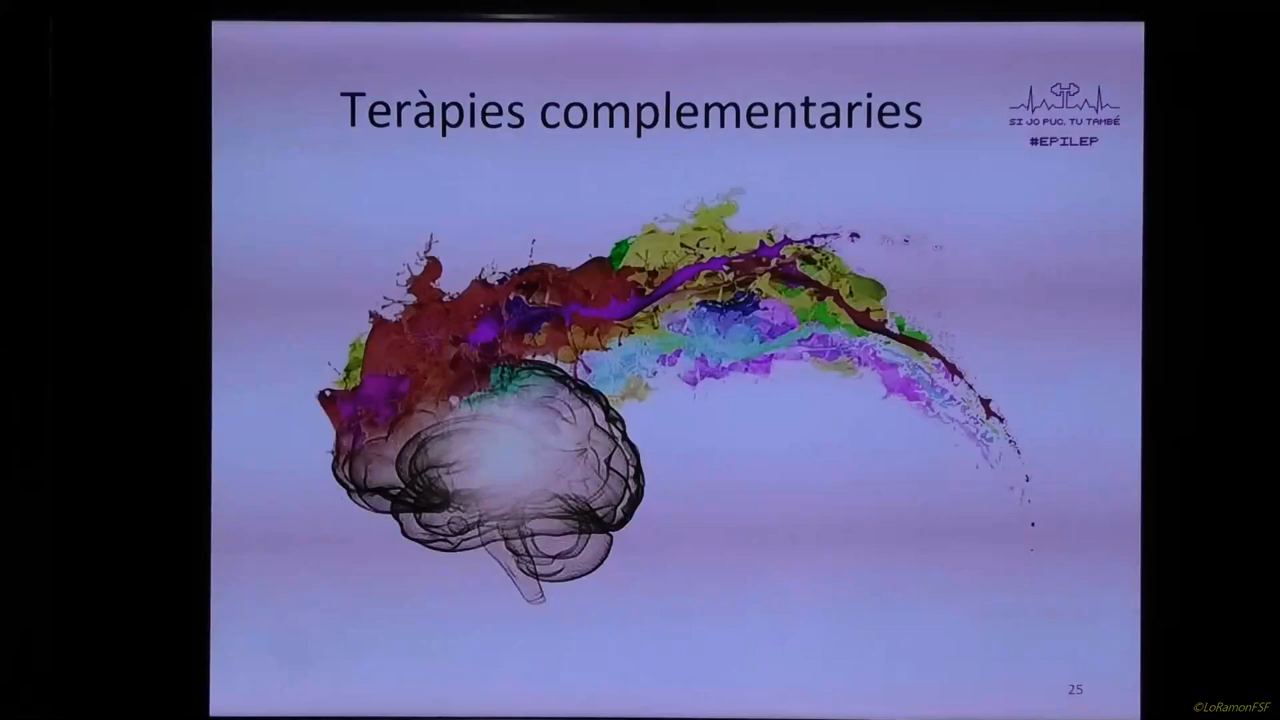 Teràpies complementaries
SI JO PUC, TU TAMBÉ
#EPILEP
25
©LoRamonFSF